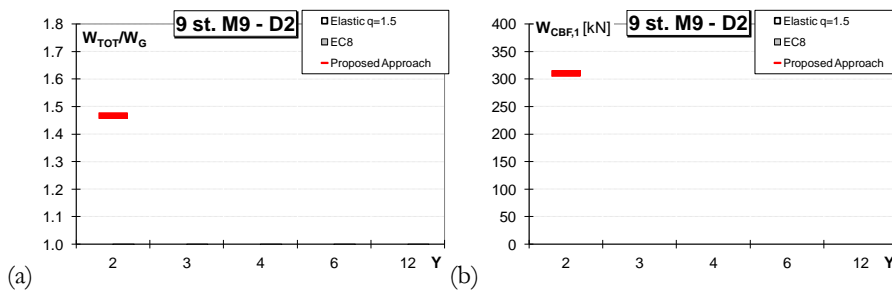 9 st. M9 - D2
W_TOT/W_G
Elastic q=1.5
EC8
Proposed Approach
1.8
1.7
1.6
1.5
1.4
1.3
1.2
1.1
1.0
2 3 4 6 12 Y
(a)
9 st. M9 - D2
W_CBF,1 [kN]
Elastic q=1.5
EC8
Proposed Approach
400
350
300
250
200
150
100
50
0
2 3 4 6 12 Y
(b)